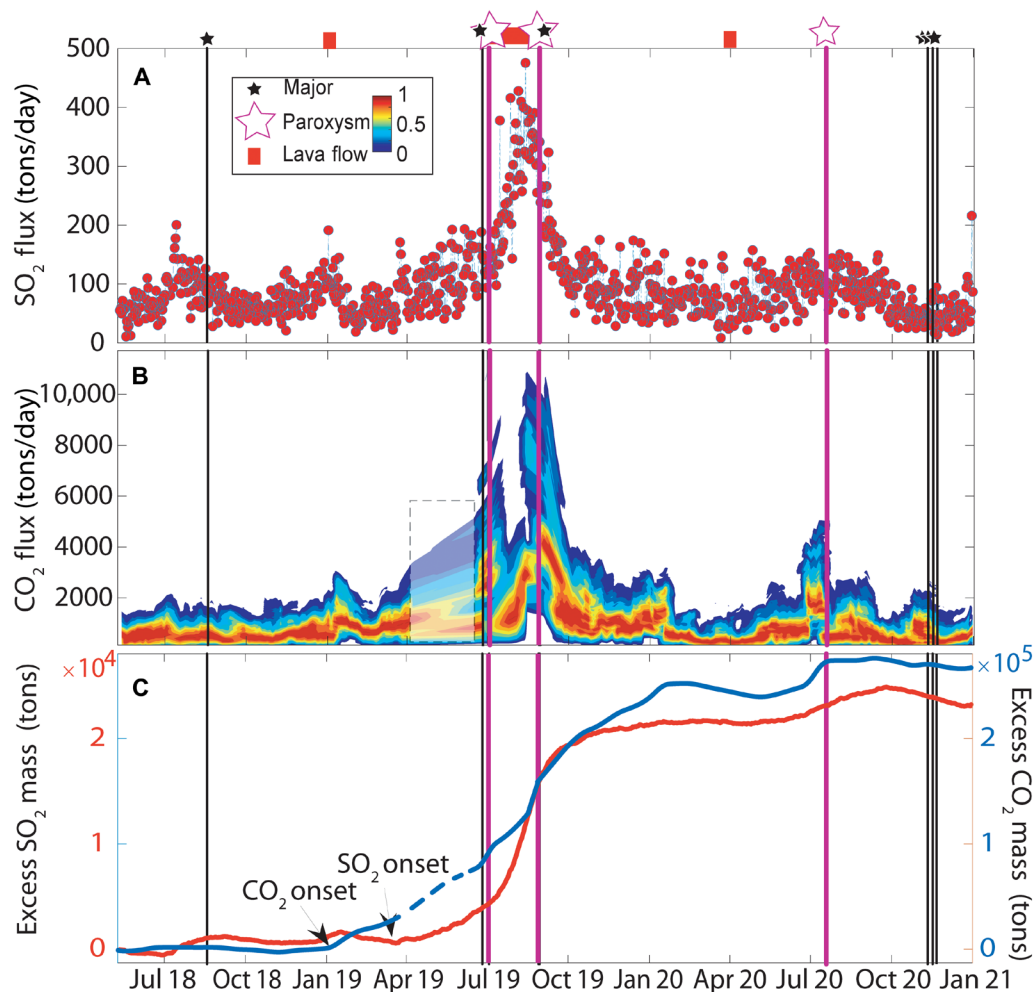 A
500
400
300
200
100
0
SO2 flux (tons/day)
Major
Paroxysm
Lava flow
1
0.5
0
B
10,000
8,000
6000
4000
2000
CO2 flux (tons/day)
C
×10 4
2
1
0
Excess SO2 mass (tons)
CO2 onset
SO2 onset
×10 5
2
1
0
Excess CO2 mass (tons)
Jul 18 Oct 18 Jan 19 Apr 19 Jul 19 Oct 19 Jan 20 Apr 20 Jul 20 Oct 20 Jan 21